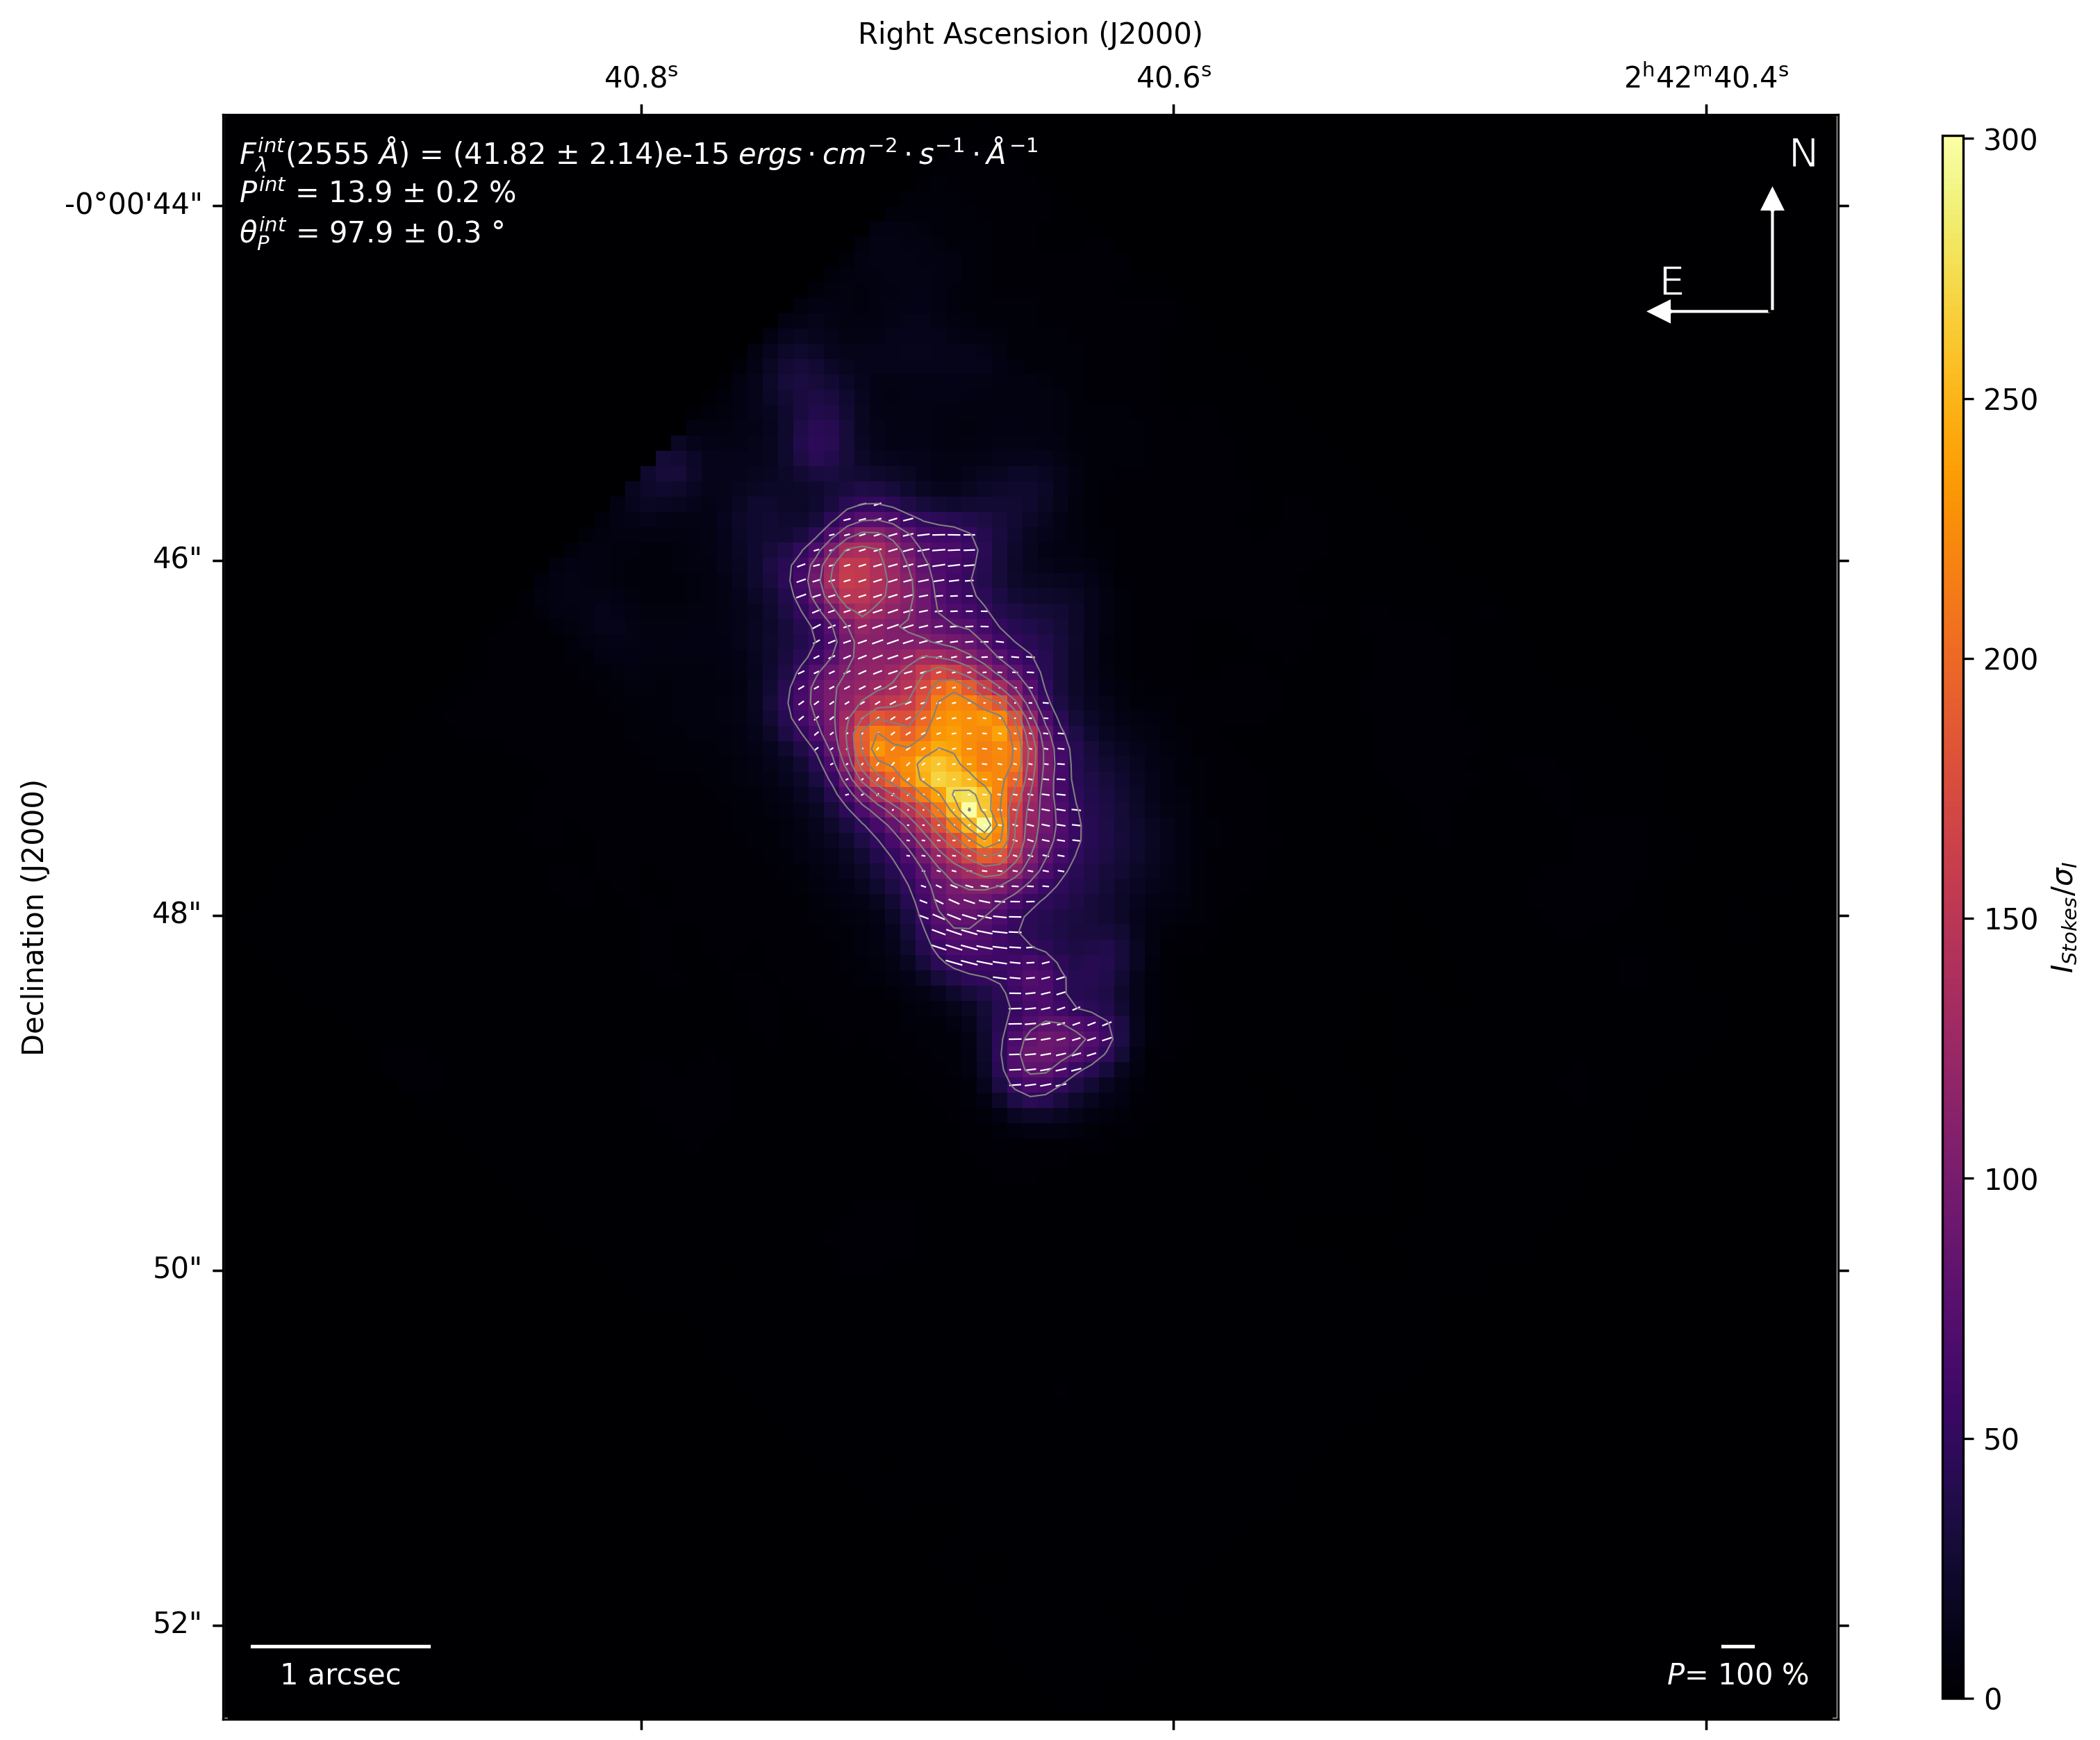 Right Ascension (J2000)
40.8ˢ 40.6ˢ 2ʰ42ᵐ40.4ˢ
F_λ^int(2555 Å) = (41.82 ± 2.14)e-15 ergs · cm⁻² · s⁻¹ · Å⁻¹
P^int = 13.9 ± 0.2 %
θ_P^int = 97.9 ± 0.3 °
N
E
-0°00'44"
46"
48"
50"
52"
Declination (J2000)
1 arcsec
P= 100 %
300
250
200
150
100
50
0
I_Stokes/σ_I